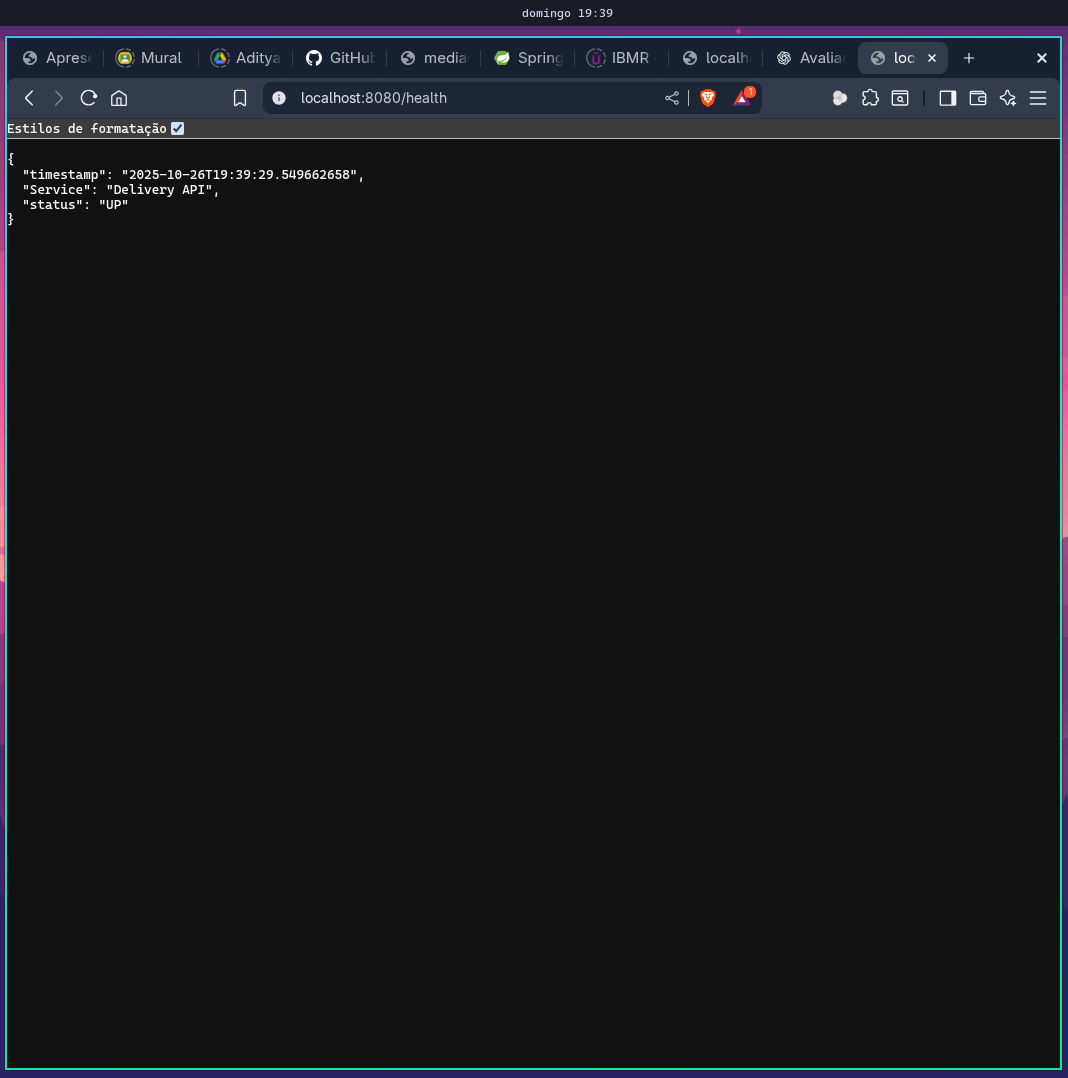 domingo 19:39
Mural
Aditya
GitHub
media
Spring
IBMR -
localh
Avalia
loc
localhost:8080/health
1
Estilos de formatação
{
"timestamp": "2025-10-26T19:39:29.549662658",
"Service": "Delivery API",
"status": "UP"
}